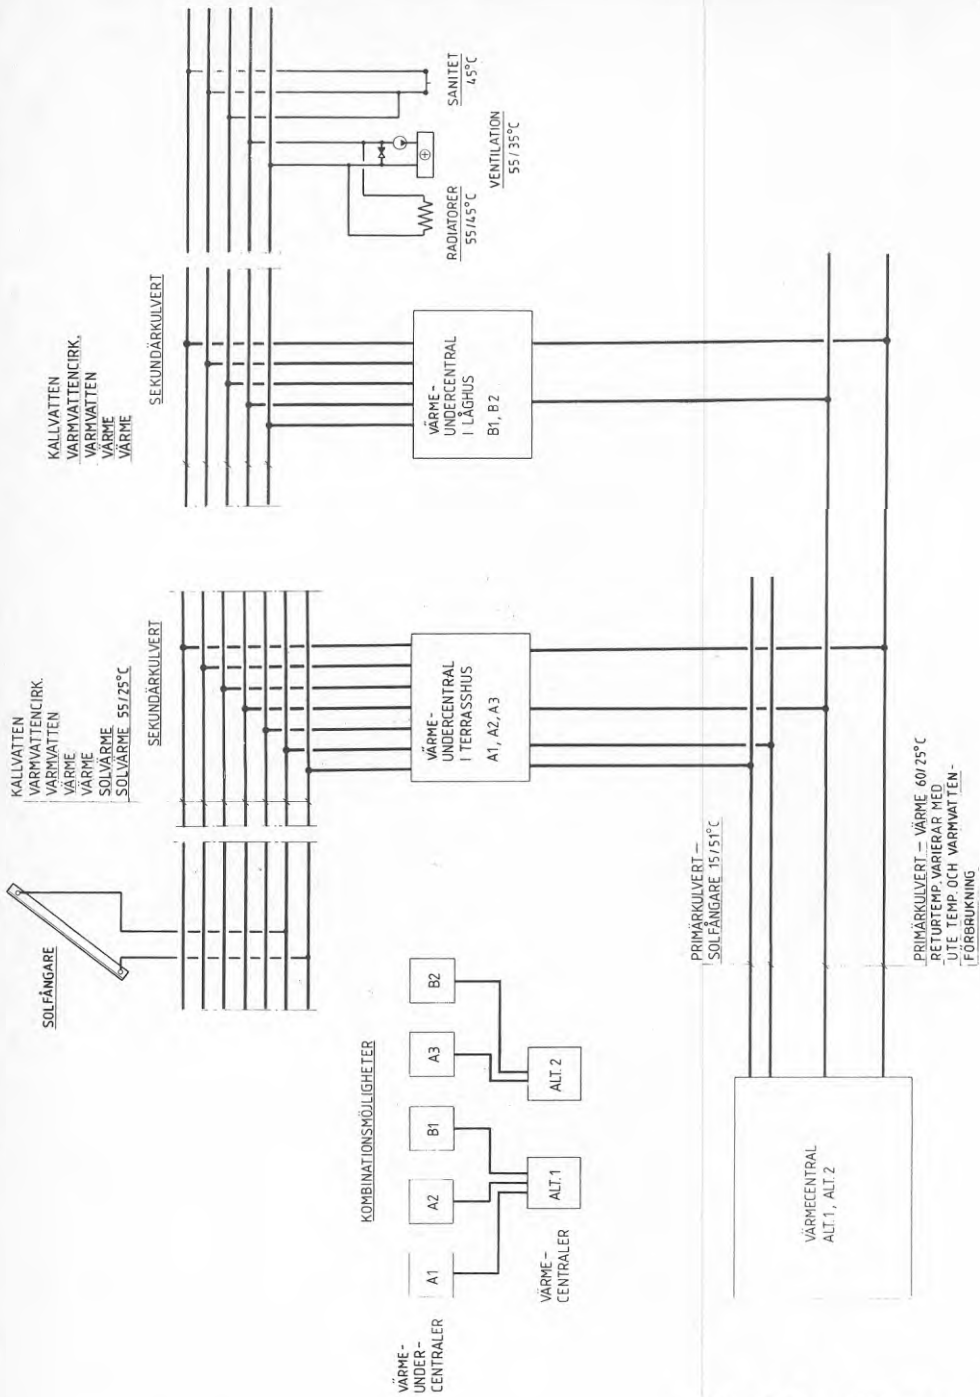 KALLVATTEN
VARMVATTENCIRK.
VARMVATTEN
VÄRME
VÄRME
SOLVÄRME
SOLVÄRME 55/25°C
SEKUNDÄRKULVERT
SOLFÅNGARE
KALLVATTEN
VARMVATTENCIRK.
VARMVATTEN
VÄRME
VÄRME
SEKUNDÄRKULVERT
RADIATORER
55/45°C
VENTILATION
55/35°C
SANITET
45°C
VÄRME-
UNDERCENTRAL
I TERRASSHUS
A1, A2, A3
VÄRME-
UNDERCENTRAL
I LÅGHUS
B1, B2
KOMBINATIONSMÖJLIGHETER
VÄRME-
UNDER-
CENTRALER
A1
A2
B1
A3
B2
VÄRME-
CENTRALER
ALT.1
ALT.2
PRIMÄRKULVERT –
SOLFÅNGARE 15/51°C
VÄRMECENTRAL
ALT.1, ALT.2
PRIMÄRKULVERT – VÄRME 60/25°C
RETURTEMP. VARIERAR MED
UTE TEMP. OCH VARMVATTEN-
FÖRBRUKNING